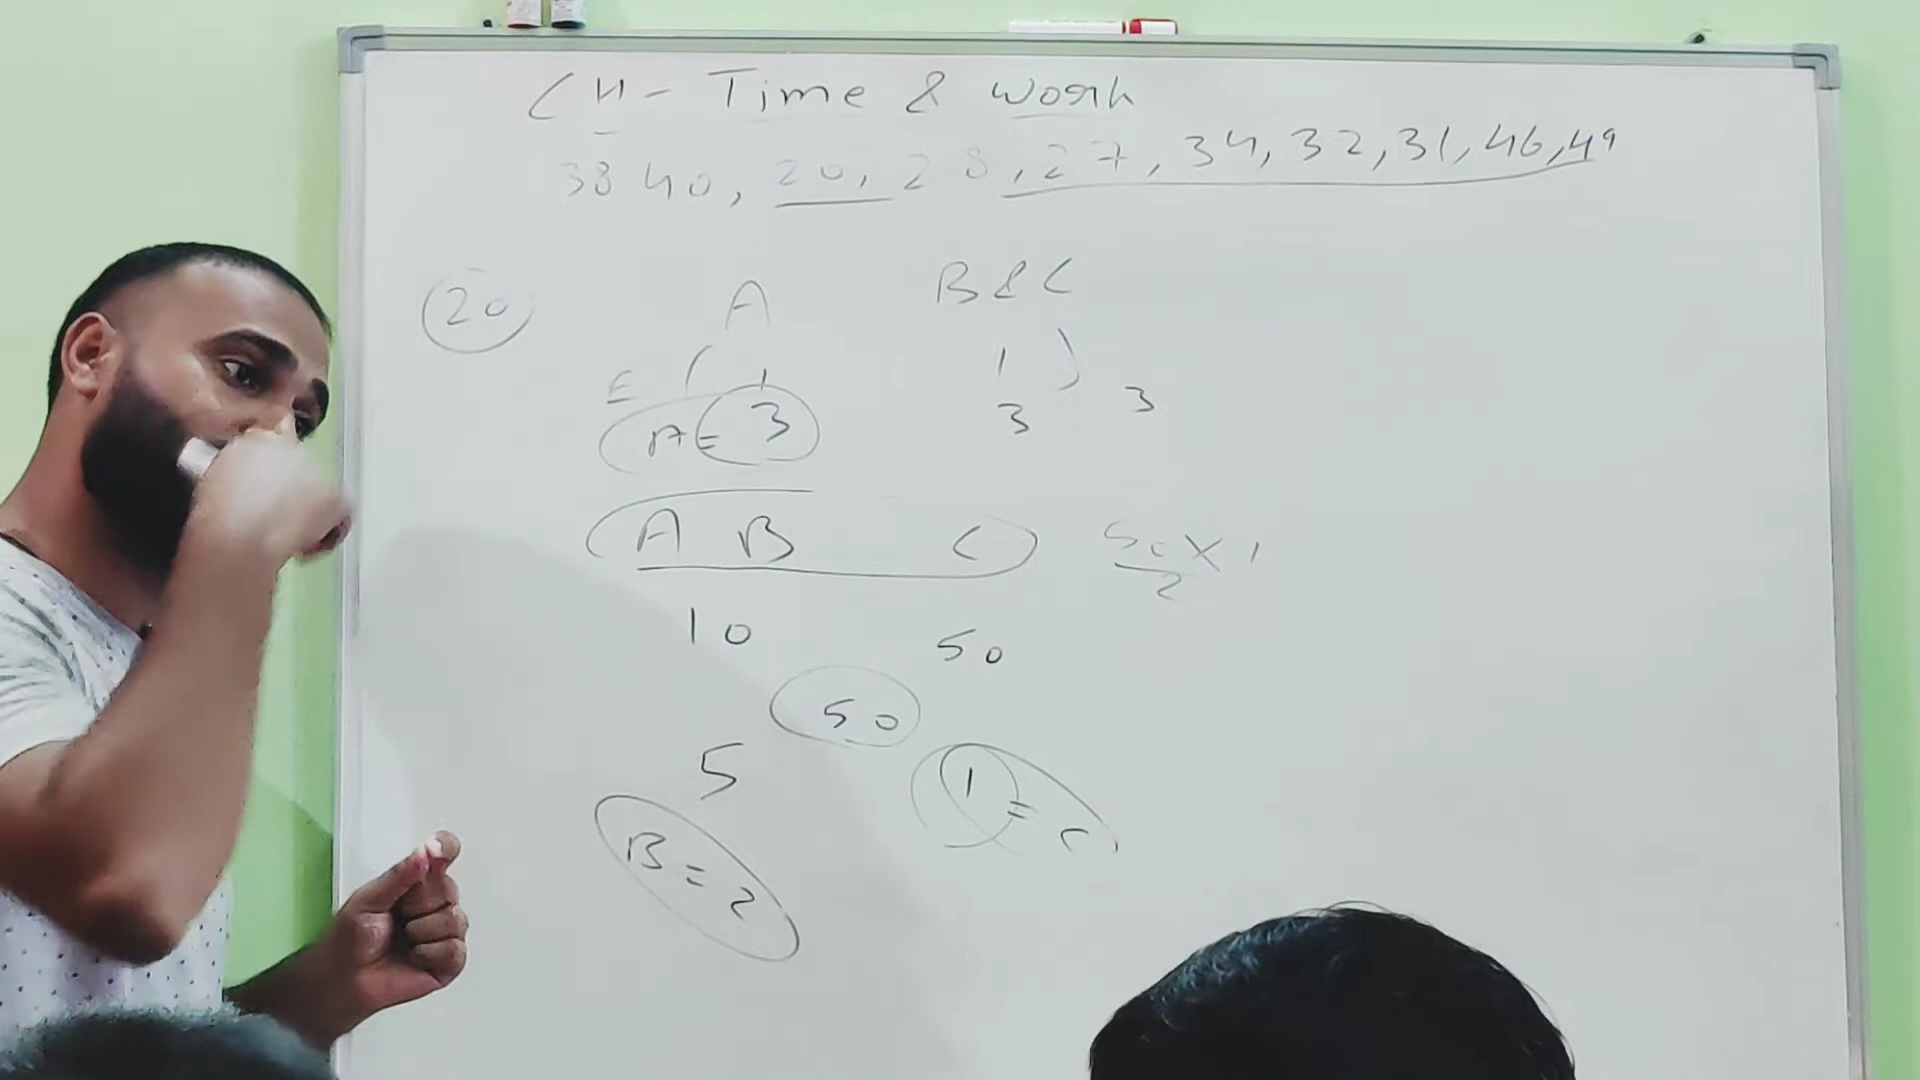 CH - Time & Work
38 40, 20, 28, 27, 34, 32, 31, 46, 49
20 A B & C
E ( 1 1 )
A = 3 3 3
A B C 50/2 X 1
10 50
50
5 1 = C
B = 2